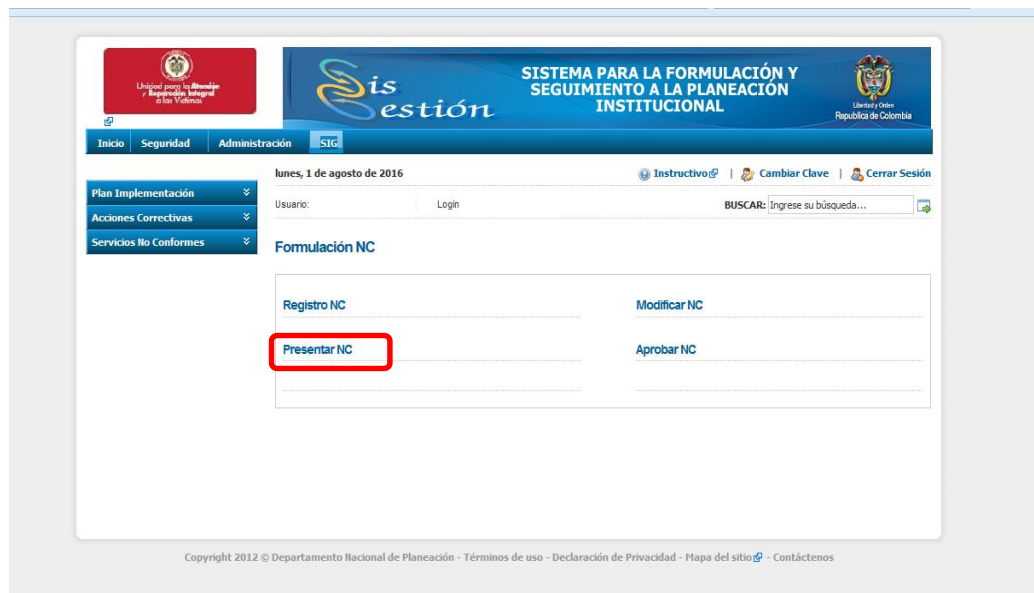 Unidad para la Atención
y Reparación Integral
a las Víctimas
Sis
Gestión
SISTEMA PARA LA FORMULACIÓN Y
SEGUIMIENTO A LA PLANEACIÓN
INSTITUCIONAL
Libertad y Orden
Republica de Colombia
Inicio Seguridad Administración SIG
lunes, 1 de agosto de 2016 Instructivo | Cambiar Clave | Cerrar Sesión
Plan Implementación
Acciones Correctivas
Servicios No Conformes
Usuario: Login BUSCAR: Ingrese su búsqueda...
Formulación NC
Registro NC Modificar NC
Presentar NC Aprobar NC
Copyright 2012 © Departamento Nacional de Planeación - Términos de uso - Declaración de Privacidad - Mapa del sitio - Contáctenos